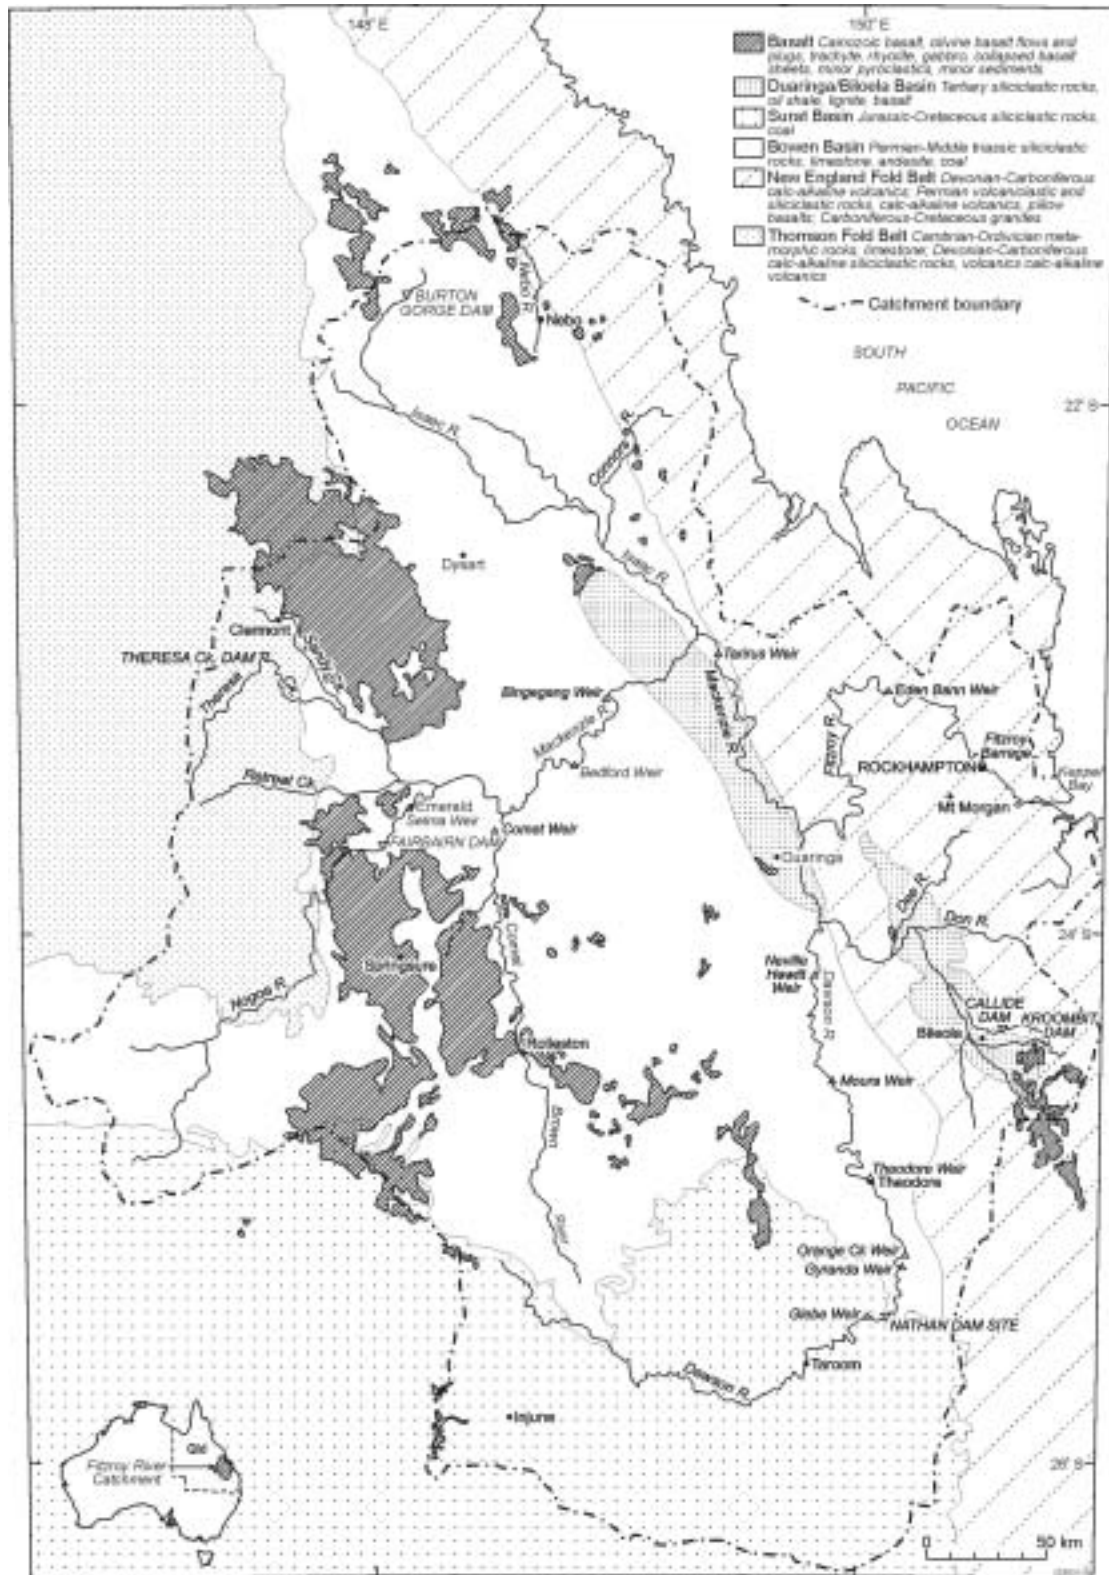 148° E
150° E
Basalt Cainozoic basalt, olivine basalt flows and
plugs, trachyte, rhyolite, gabbro, collapsed basalt
sheets, minor pyroclastics, minor sediments
Duaringa/Biloela Basin Tertiary siliciclastic rocks,
oil shale, lignite, basalt
Surat Basin Jurassic-Cretaceous siliciclastic rocks,
coal
Bowen Basin Permian-Middle triassic siliciclastic
rocks, limestone, andesite, coal
New England Fold Belt Devonian-Carboniferous
calc-alkaline volcanics; Permian volcaniclastic and
siliciclastic rocks, calc-alkaline volcanics, pillow
basalts; Carboniferous-Cretaceous granites
Thomson Fold Belt Cambrian-Ordivician meta-
morphic rocks, limestone; Devonian-Carboniferous
calc-alkaline siliciclastic rocks, volcanics calc-alkaline
volcanics
Catchment boundary
BURTON
GORGE DAM
Nebo R.
Nebo
SOUTH
PACIFIC
OCEAN
22° S
Isaac R.
Connors R.
Dysart
Isaac R.
Clermont
Sandy Ck.
THERESA Ck. DAM
Theresa Ck.
Tartrus Weir
Bingegang Weir
Mackenzie R.
Mackenzie R.
Eden Bann Weir
Fitzroy R.
Fitzroy
Barrage
ROCKHAMPTON
Keppel
Bay
Bedford Weir
Retreat Ck.
Mt Morgan
Emerald
Selma Weir
FAIRBAIRN DAM
Comet Weir
Duaringa
Dee R.
Don R.
24° S
Comet
Springsure
Nogoa R.
Neville
Hewitt
Weir
Dawson R.
CALLIDE
DAM
KROOMBIT
DAM
Biloela
Rolleston
Moura Weir
Brown
River
Theodore Weir
Theodore
Orange Ck Weir
Gyranda Weir
Glebe Weir
NATHAN DAM SITE
Taroom
Dawson R.
Injune
Qld
Fitzroy River
Catchment
26° S
0
50 km